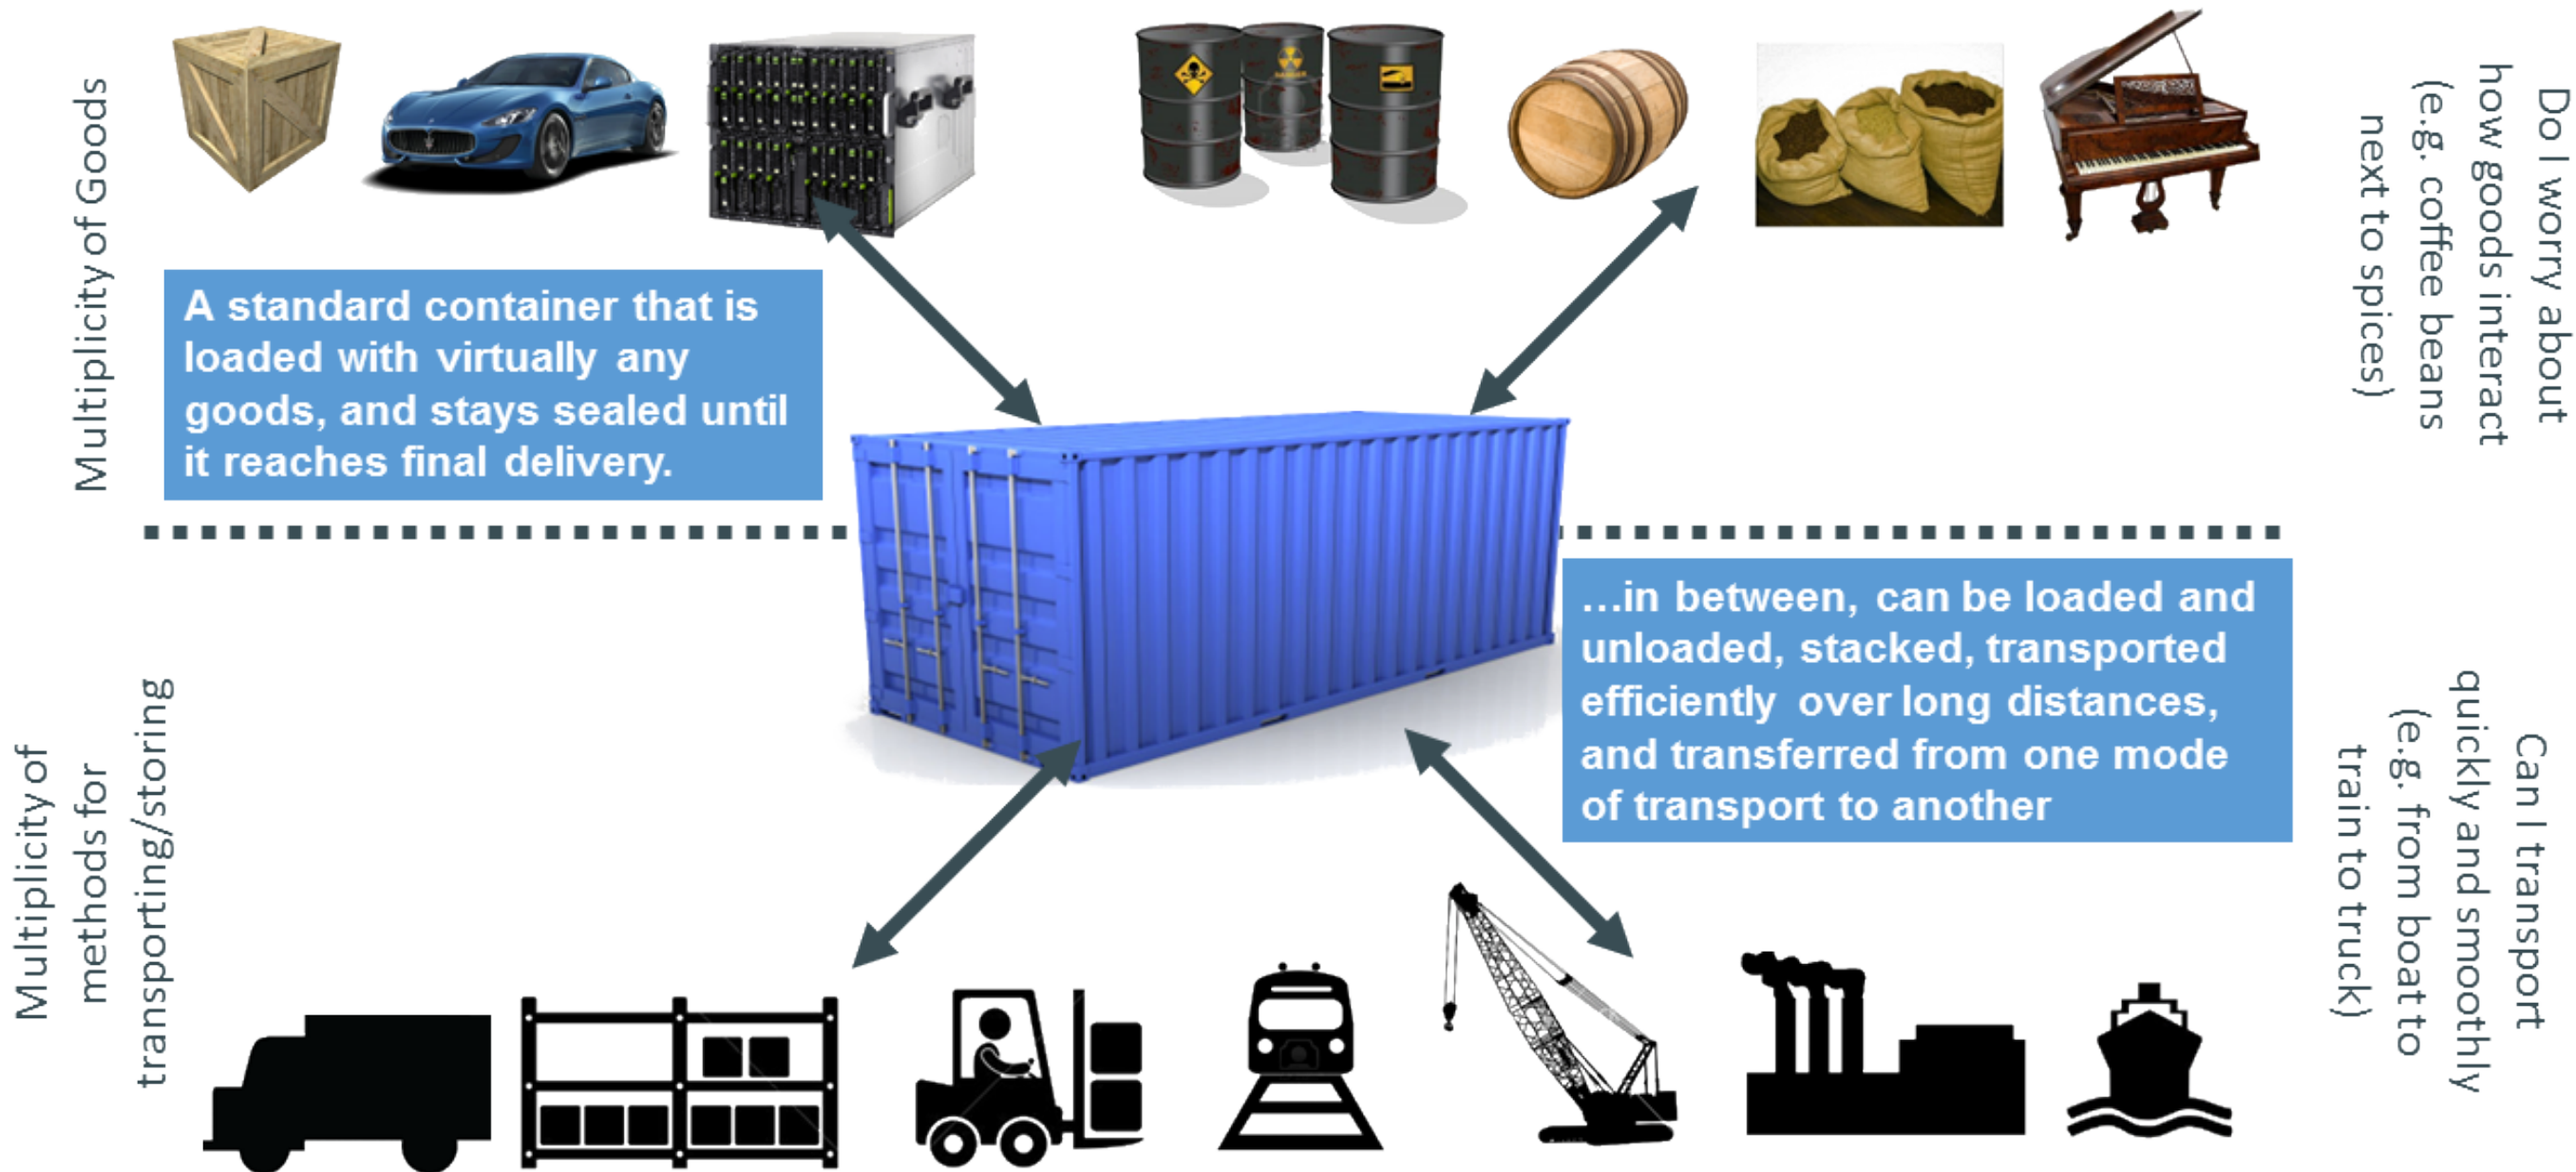 Multiplicity of Goods
A standard container that is
loaded with virtually any
goods, and stays sealed until
it reaches final delivery.
Do I worry about
how goods interact
(e.g. coffee beans
next to spices)
Multiplicity of
methods for
transporting/storing
…in between, can be loaded and
unloaded, stacked, transported
efficiently over long distances,
and transferred from one mode
of transport to another
Can I transport
quickly and smoothly
(e.g. from boat to
train to truck)